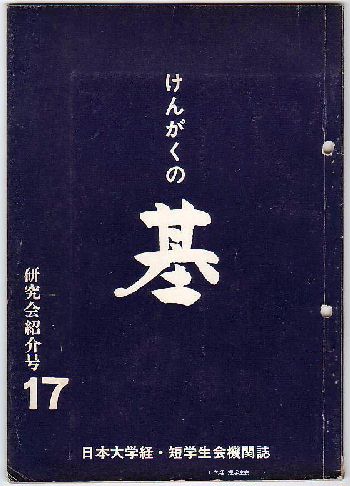 けんがくの
基
研究会紹介号
17
日本大学経・短学生会機関誌